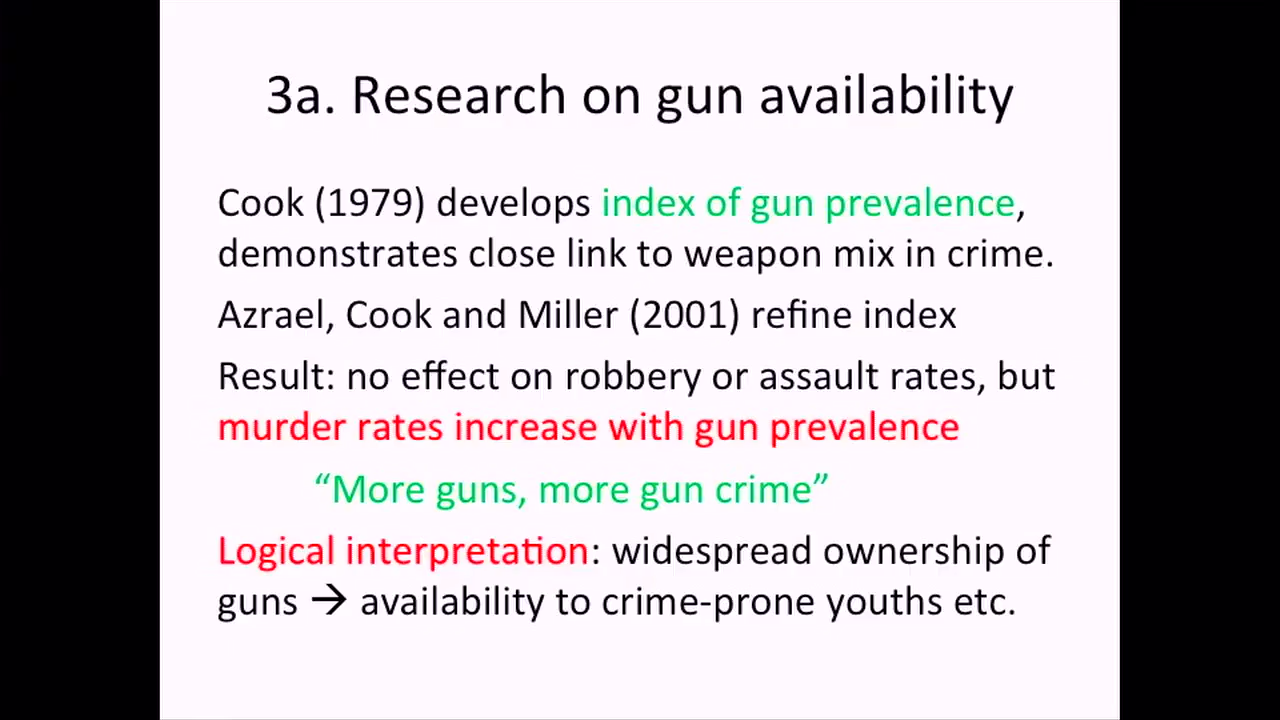 3a. Research on gun availability
Cook (1979) develops index of gun prevalence,
demonstrates close link to weapon mix in crime.
Azrael, Cook and Miller (2001) refine index
Result: no effect on robbery or assault rates, but
murder rates increase with gun prevalence
“More guns, more gun crime”
Logical interpretation: widespread ownership of
guns → availability to crime-prone youths etc.